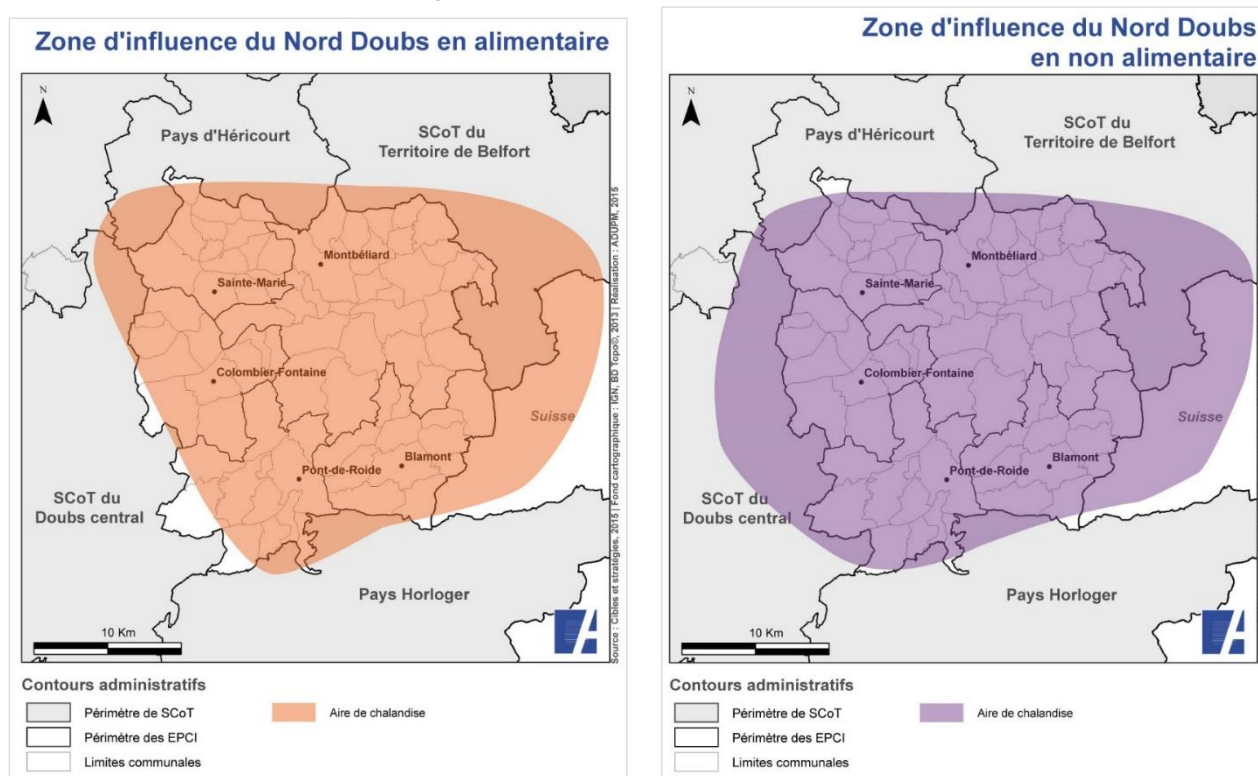 Zone d'influence du Nord Doubs en alimentaire
N
Pays d'Héricourt
SCoT du
Territoire de Belfort
Montbéliard
Sainte-Marie
Colombier-Fontaine
Suisse
Blamont
Pont-de-Roide
SCoT du
Doubs central
Pays Horloger
10 Km
Source : Cibles et stratégies, 2015 | Fond cartographique : IGN, BD Topo©, 2013 | Réalisation : ADUPM, 2015
Contours administratifs
Périmètre de SCoT
Aire de chalandise
Périmètre des EPCI
Limites communales
Zone d'influence du Nord Doubs
en non alimentaire
N
Pays d'Héricourt
SCoT du
Territoire de Belfort
Montbéliard
Sainte-Marie
Colombier-Fontaine
Suisse
Blamont
Pont-de-Roide
SCoT du
Doubs central
Pays Horloger
10 Km
Contours administratifs
Périmètre de SCoT
Aire de chalandise
Périmètre des EPCI
Limites communales